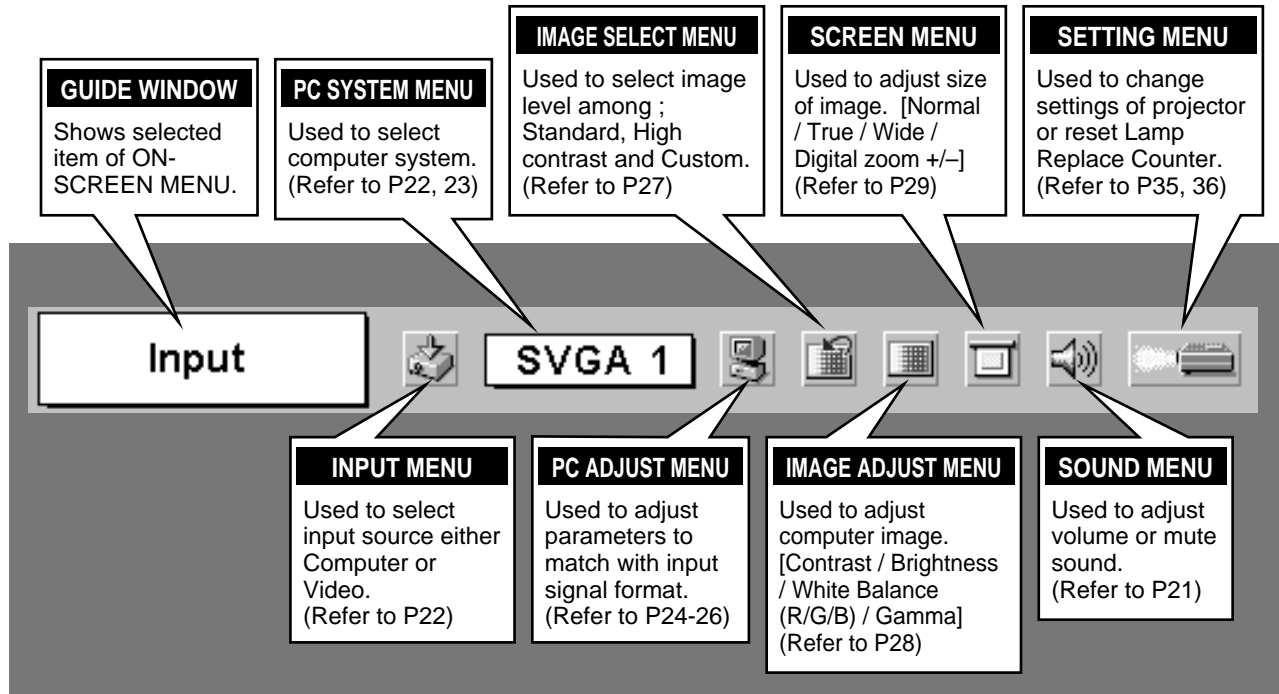 GUIDE WINDOW
Shows selected
item of ON-
SCREEN MENU.
PC SYSTEM MENU
Used to select
computer system.
(Refer to P22, 23)
IMAGE SELECT MENU
Used to select image
level among ;
Standard, High
contrast and Custom.
(Refer to P27)
SCREEN MENU
Used to adjust size
of image.  [Normal
/ True / Wide /
Digital zoom +/–]
(Refer to P29)
SETTING MENU
Used to change
settings of projector
or reset Lamp
Replace Counter.
(Refer to P35, 36)
Input
SVGA 1
INPUT MENU
Used to select
input source either
Computer or
Video.
(Refer to P22)
PC ADJUST MENU
Used to adjust
parameters to
match with input
signal format.
(Refer to P24-26)
IMAGE ADJUST MENU
Used to adjust
computer image.
[Contrast / Brightness
/ White Balance
(R/G/B) / Gamma]
(Refer to P28)
SOUND MENU
Used to adjust
volume or mute
sound.
(Refer to P21)